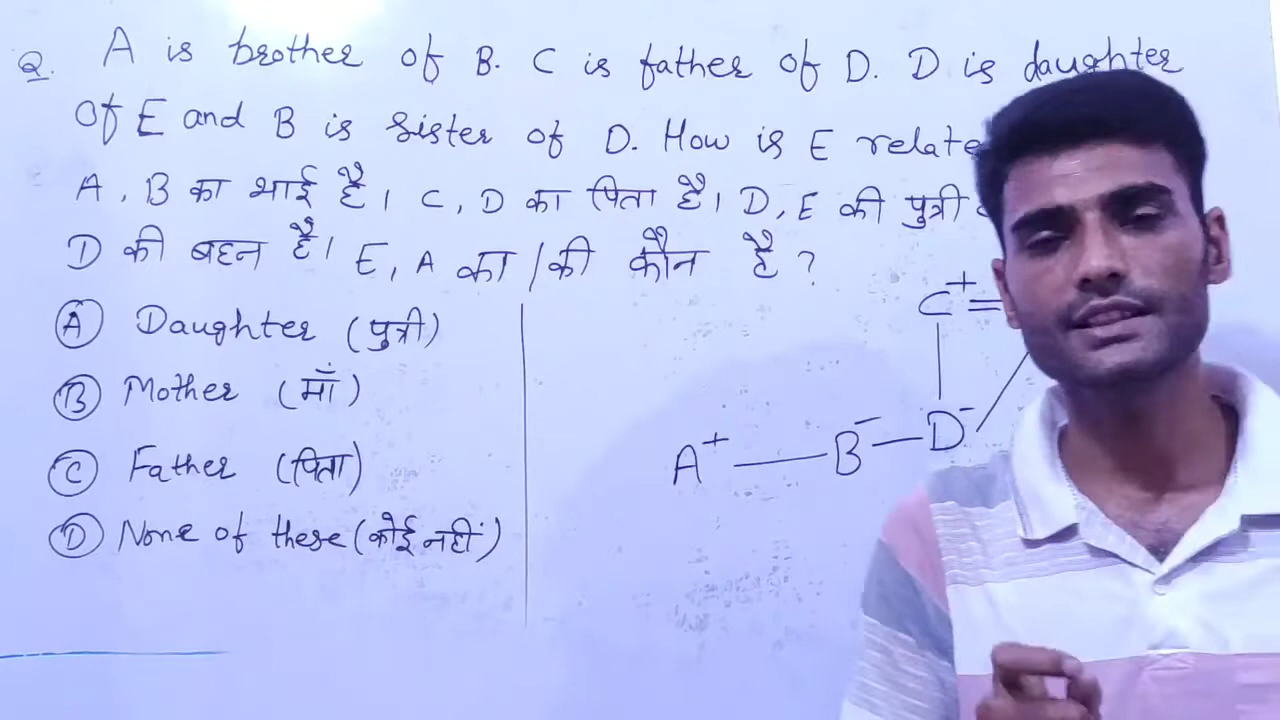 Q. A is brother of B. C is father of D. D is daughter
of E and B is sister of D. How is E relate
A, B का भाई है। C, D का पिता है। D, E की पुत्री
D की बहन है। E, A का/की कौन है?
(A) Daughter (पुत्री)
(B) Mother (माँ)
(C) Father (पिता)
(D) None of these (कोई नहीं)
C+ =
A+ — B- — D-